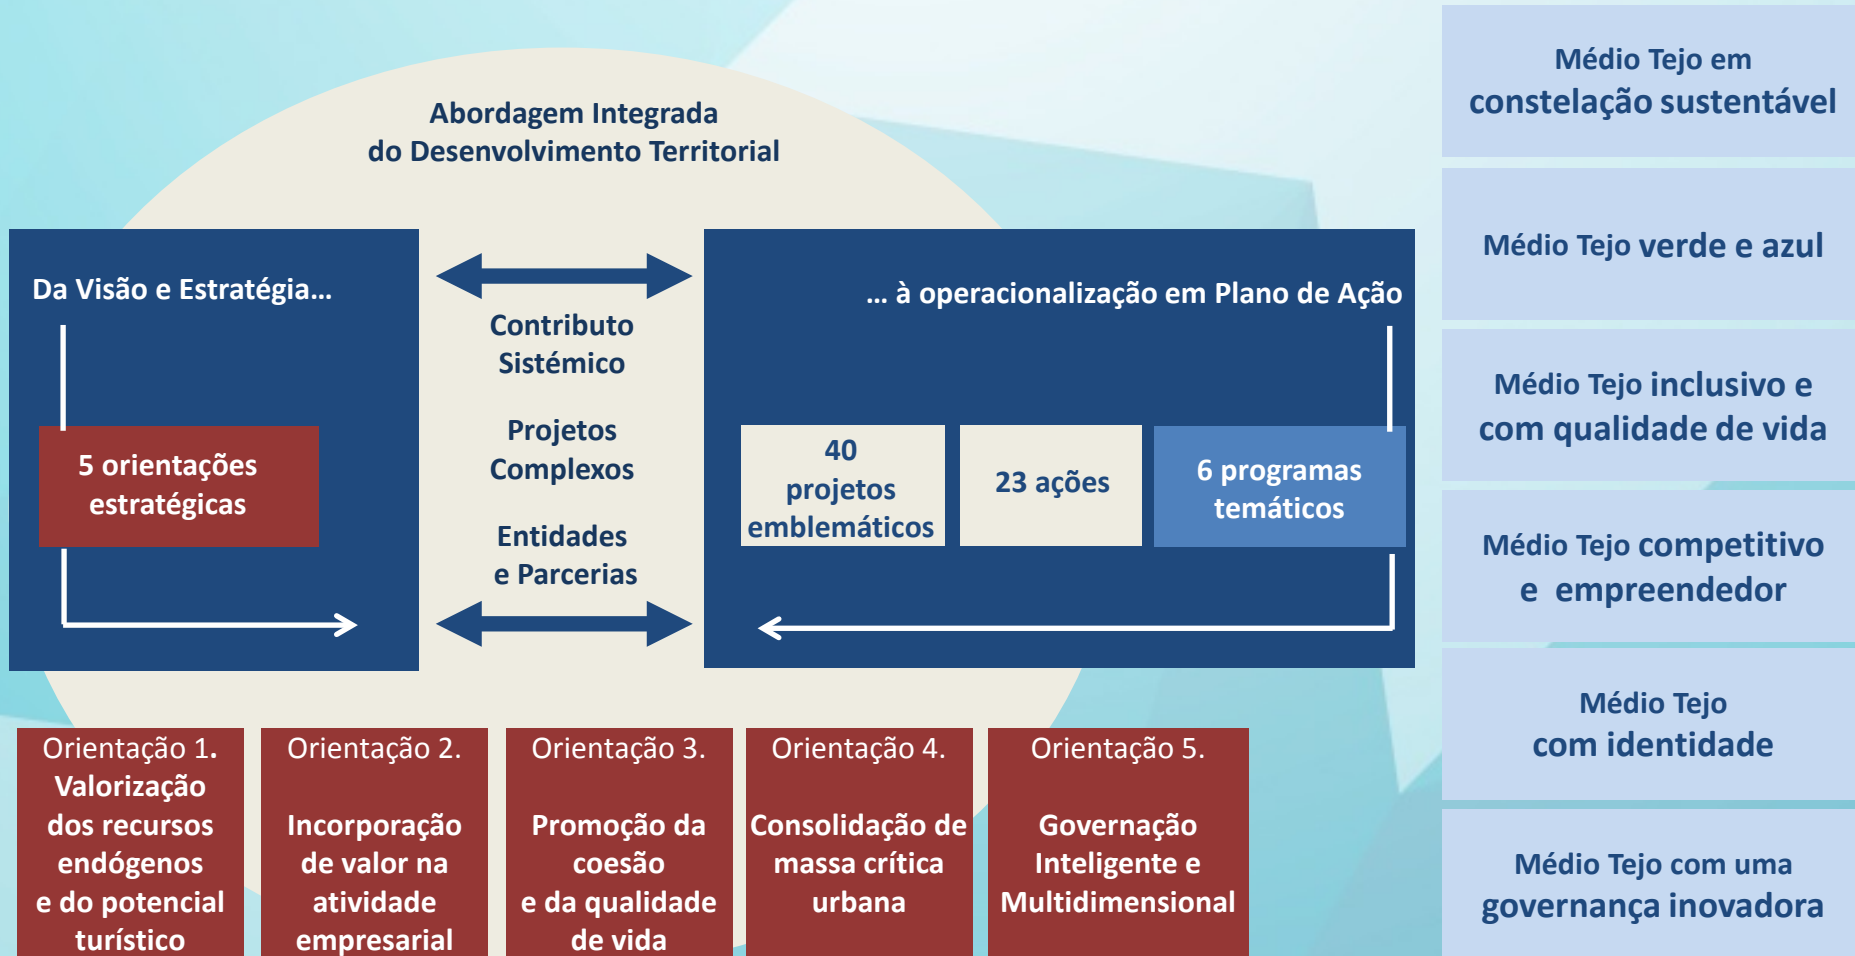 Abordagem Integrada
do Desenvolvimento Territorial
Da Visão e Estratégia...
5 orientações
estratégicas
Contributo
Sistémico
Projetos
Complexos
Entidades
e Parcerias
... à operacionalização em Plano de Ação
40
projetos
emblemáticos
23 ações
6 programas
temáticos
Orientação 1.
Valorização
dos recursos
endógenos
e do potencial
turístico
Orientação 2.
Incorporação
de valor na
atividade
empresarial
Orientação 3.
Promoção da
coesão
e da qualidade
de vida
Orientação 4.
Consolidação de
massa crítica
urbana
Orientação 5.
Governação
Inteligente e
Multidimensional
Médio Tejo em
constelação sustentável
Médio Tejo verde e azul
Médio Tejo inclusivo e
com qualidade de vida
Médio Tejo competitivo
e empreendedor
Médio Tejo
com identidade
Médio Tejo com uma
governança inovadora